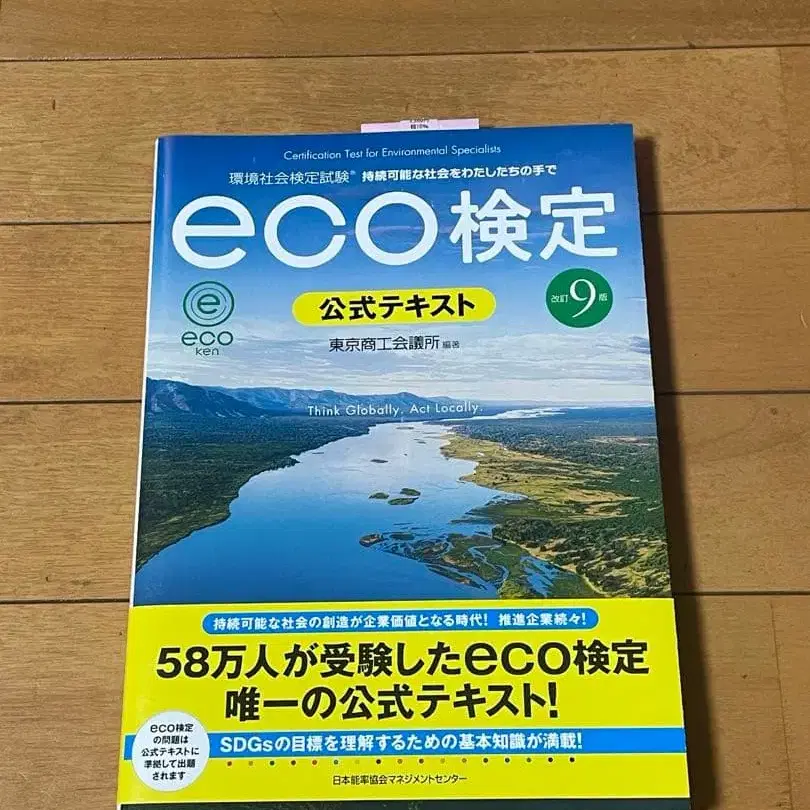 税10%
Certification Test for Environmental Specialists
環境社会検定試験® 持続可能な社会をわたしたちの手で
eco検定
公式テキスト
改訂9版
e
eco
ken
東京商工会議所 編著
Think Globally, Act Locally.
持続可能な社会の創造が企業価値となる時代! 推進企業続々!
58万人が受験したeco検定
唯一の公式テキスト!
eco検定
の問題は
公式テキストに
準拠して出題
されます
SDGsの目標を理解するための基本知識が満載!
日本能率協会マネジメントセンター